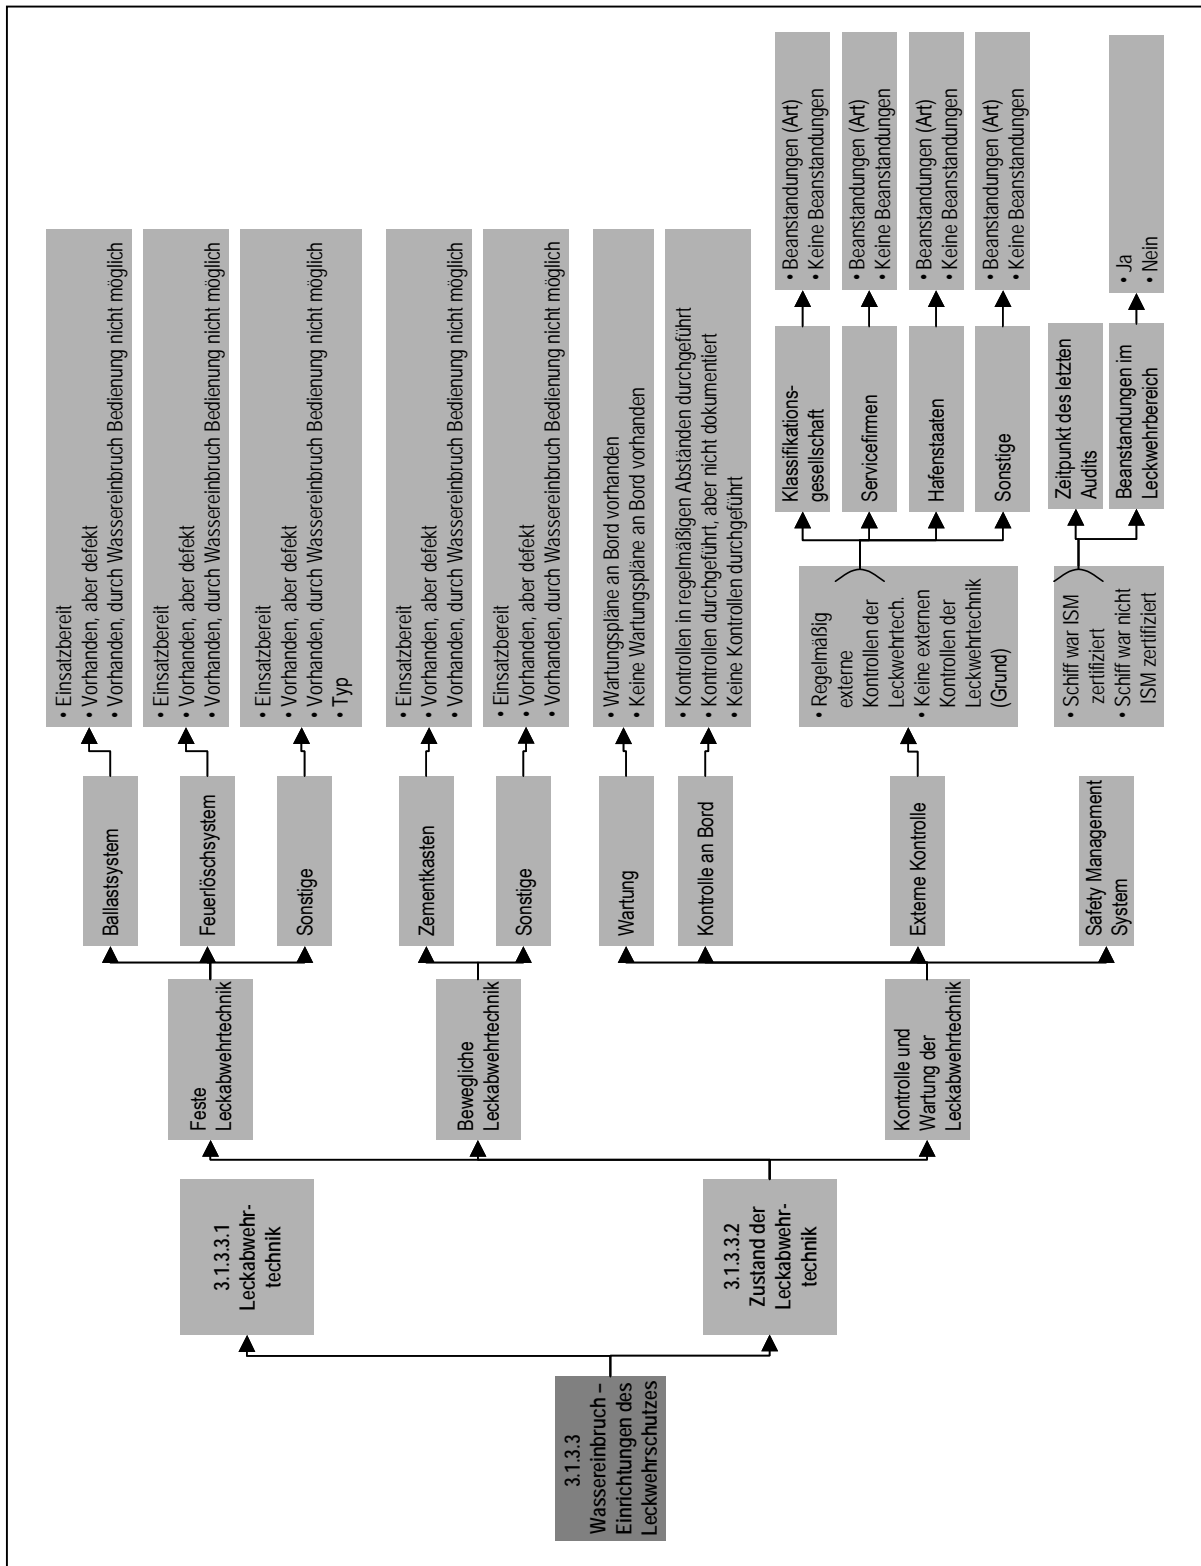 3.1.3.3
Wassereinbruch –
Einrichtungen des
Leckwehrschutzes
3.1.3.3.1
Leckabwehr-
technik
3.1.3.3.2
Zustand der
Leckabwehr-
technik
Feste
Leckabwehrtechnik
Bewegliche
Leckabwehrtechnik
Kontrolle und
Wartung der
Leckabwehrtechnik
Ballastsystem
Feuerlöschsystem
Sonstige
Zementkasten
Sonstige
Wartung
Kontrolle an Bord
Externe Kontrolle
Safety Management
System
• Einsatzbereit
• Vorhanden, aber defekt
• Vorhanden, durch Wassereinbruch Bedienung nicht möglich
• Einsatzbereit
• Vorhanden, aber defekt
• Vorhanden, durch Wassereinbruch Bedienung nicht möglich
• Einsatzbereit
• Vorhanden, aber defekt
• Vorhanden, durch Wassereinbruch Bedienung nicht möglich
• Typ
• Einsatzbereit
• Vorhanden, aber defekt
• Vorhanden, durch Wassereinbruch Bedienung nicht möglich
• Einsatzbereit
• Vorhanden, aber defekt
• Vorhanden, durch Wassereinbruch Bedienung nicht möglich
• Wartungspläne an Bord vorhanden
• Keine Wartungspläne an Bord vorhanden
• Kontrollen in regelmäßigen Abständen durchgeführt
• Kontrollen durchgeführt, aber nicht dokumentiert
• Keine Kontrollen durchgeführt
• Regelmäßig
externe
Kontrollen der
Leckwehrtech.
• Keine externen
Kontrollen der
Leckwehrtechnik
(Grund)
• Schiff war ISM
zertifiziert
• Schiff war nicht
ISM zertifiziert
Klassifikations-
gesellschaft
Servicefirmen
Hafenstaaten
Sonstige
Zeitpunkt des letzten
Audits
Beanstandungen im
Leckwehrbereich
• Beanstandungen (Art)
• Keine Beanstandungen
• Beanstandungen (Art)
• Keine Beanstandungen
• Beanstandungen (Art)
• Keine Beanstandungen
• Beanstandungen (Art)
• Keine Beanstandungen
• Ja
• Nein